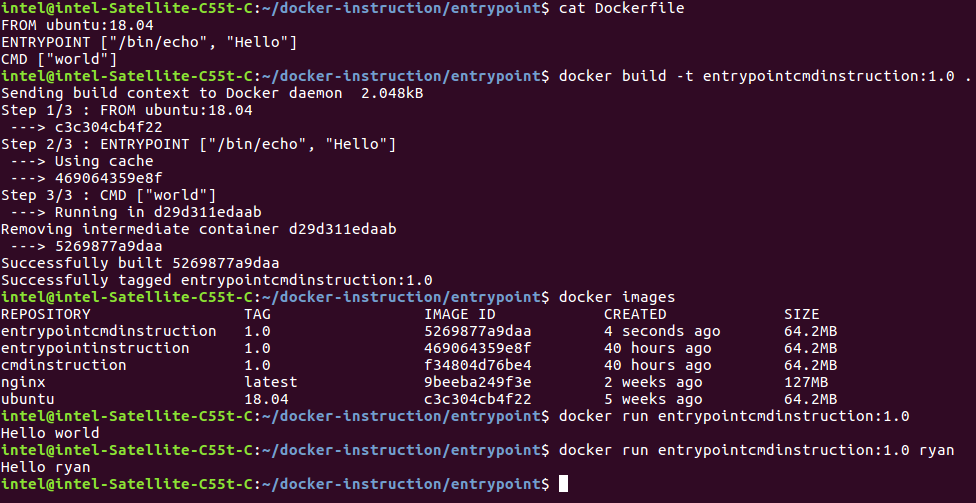 intel@intel-Satellite-C55t-C:~/docker-instruction/entrypoint$ cat Dockerfile
FROM ubuntu:18.04
ENTRYPOINT ["/bin/echo", "Hello"]
CMD ["world"]
intel@intel-Satellite-C55t-C:~/docker-instruction/entrypoint$ docker build -t entrypointcmdinstruction:1.0 .
Sending build context to Docker daemon  2.048kB
Step 1/3 : FROM ubuntu:18.04
 ---> c3c304cb4f22
Step 2/3 : ENTRYPOINT ["/bin/echo", "Hello"]
 ---> Using cache
 ---> 469064359e8f
Step 3/3 : CMD ["world"]
 ---> Running in d29d311edaab
Removing intermediate container d29d311edaab
 ---> 5269877a9daa
Successfully built 5269877a9daa
Successfully tagged entrypointcmdinstruction:1.0
intel@intel-Satellite-C55t-C:~/docker-instruction/entrypoint$ docker images
REPOSITORY                 TAG                 IMAGE ID            CREATED             SIZE
entrypointcmdinstruction   1.0                 5269877a9daa        4 seconds ago       64.2MB
entrypointinstruction      1.0                 469064359e8f        40 hours ago        64.2MB
cmdinstruction             1.0                 f34804d76be4        40 hours ago        64.2MB
nginx                      latest              9beeba249f3e        2 weeks ago         127MB
ubuntu                     18.04               c3c304cb4f22        5 weeks ago         64.2MB
intel@intel-Satellite-C55t-C:~/docker-instruction/entrypoint$ docker run entrypointcmdinstruction:1.0
Hello world
intel@intel-Satellite-C55t-C:~/docker-instruction/entrypoint$ docker run entrypointcmdinstruction:1.0 ryan
Hello ryan
intel@intel-Satellite-C55t-C:~/docker-instruction/entrypoint$